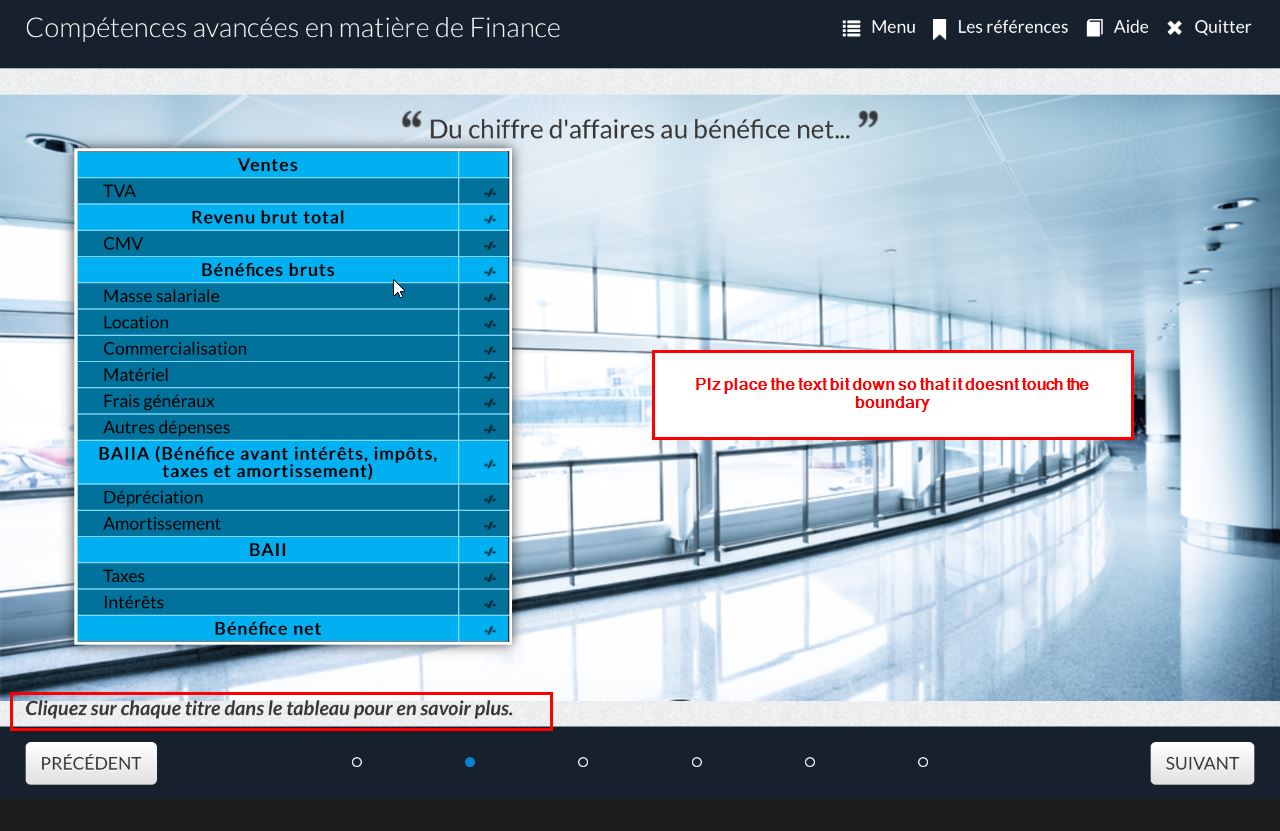 Compétences avancées en matière de Finance
Menu
Les références
Aide
Quitter
“ Du chiffre d'affaires au bénéfice net... ”
Ventes
TVA -/-
Revenu brut total -/-
CMV -/-
Bénéfices bruts -/-
Masse salariale -/-
Location -/-
Commercialisation -/-
Matériel -/-
Frais généraux -/-
Autres dépenses -/-
BAIIA (Bénéfice avant intérêts, impôts,
taxes et amortissement) -/-
Dépréciation -/-
Amortissement -/-
BAII -/-
Taxes -/-
Intérêts -/-
Bénéfice net -/-
Plz place the text bit down so that it doesnt touch the
boundary
Cliquez sur chaque titre dans le tableau pour en savoir plus.
PRÉCÉDENT
SUIVANT